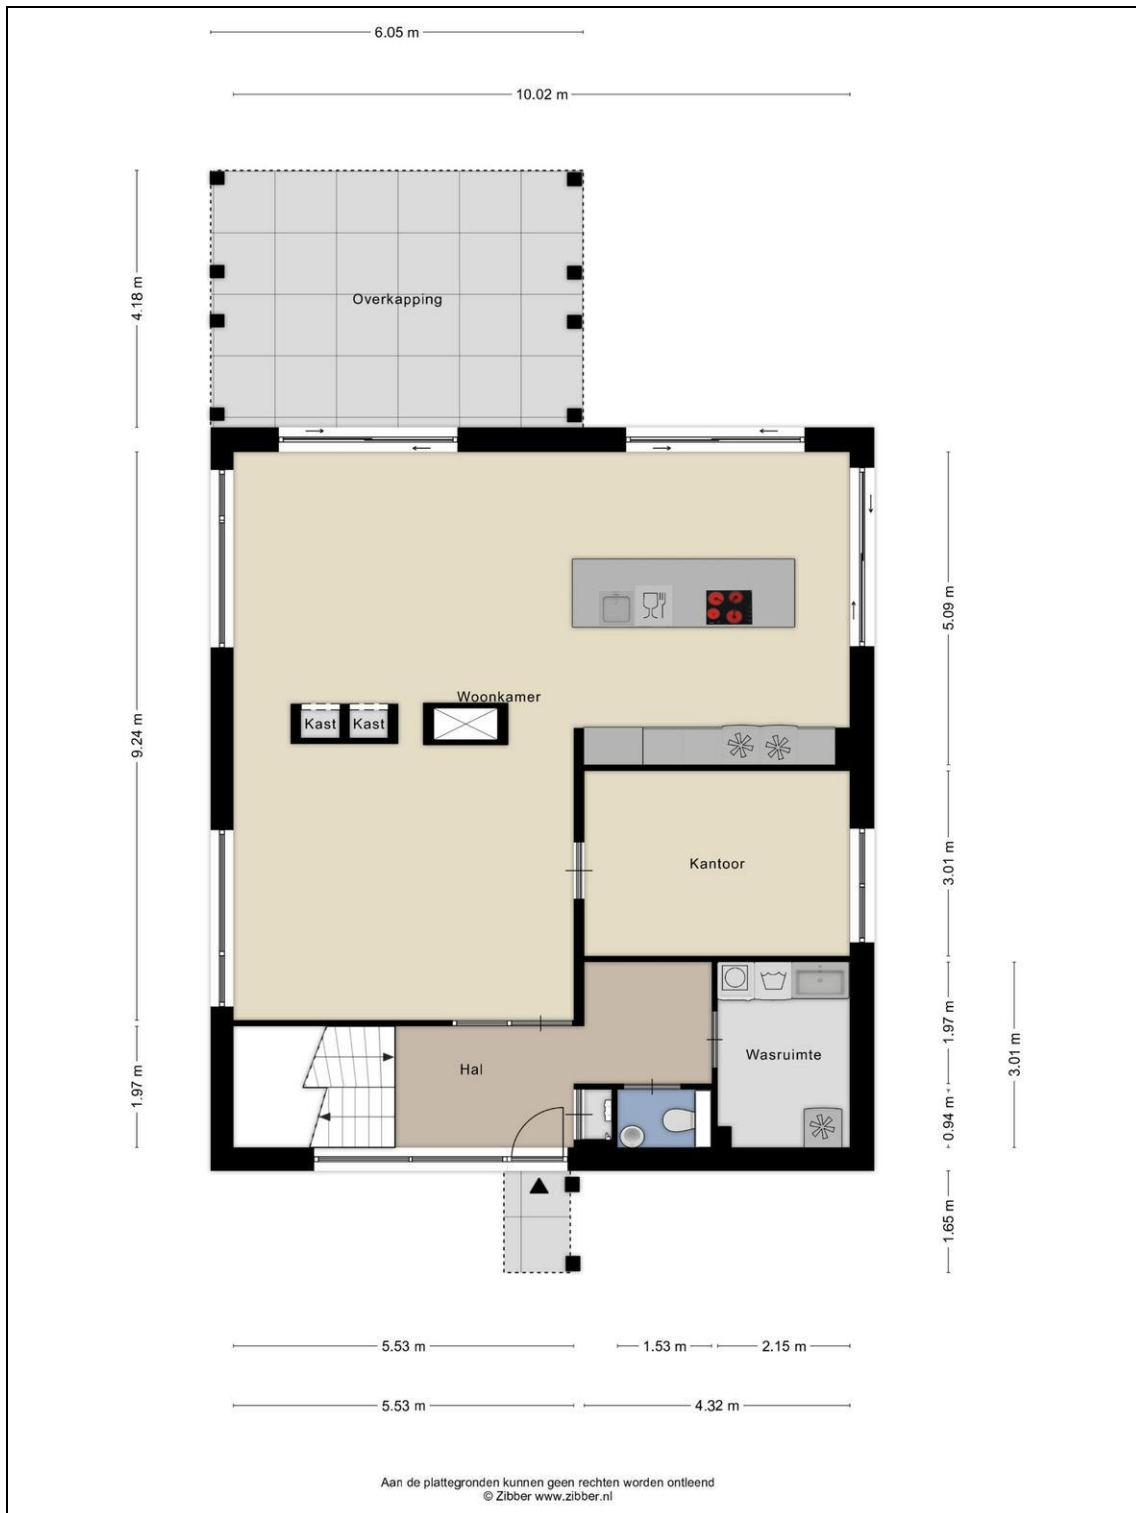 6.05 m
10.02 m
4.18 m
Overkapping
5.09 m
Woonkamer
Kast
Kast
9.24 m
Kantoor
3.01 m
1.97 m
3.01 m
Wasruimte
Hal
1.97 m
0.94 m
1.65 m
5.53 m
1.53 m
2.15 m
5.53 m
4.32 m
Aan de plattegronden kunnen geen rechten worden ontleend
© Zibber www.zibber.nl